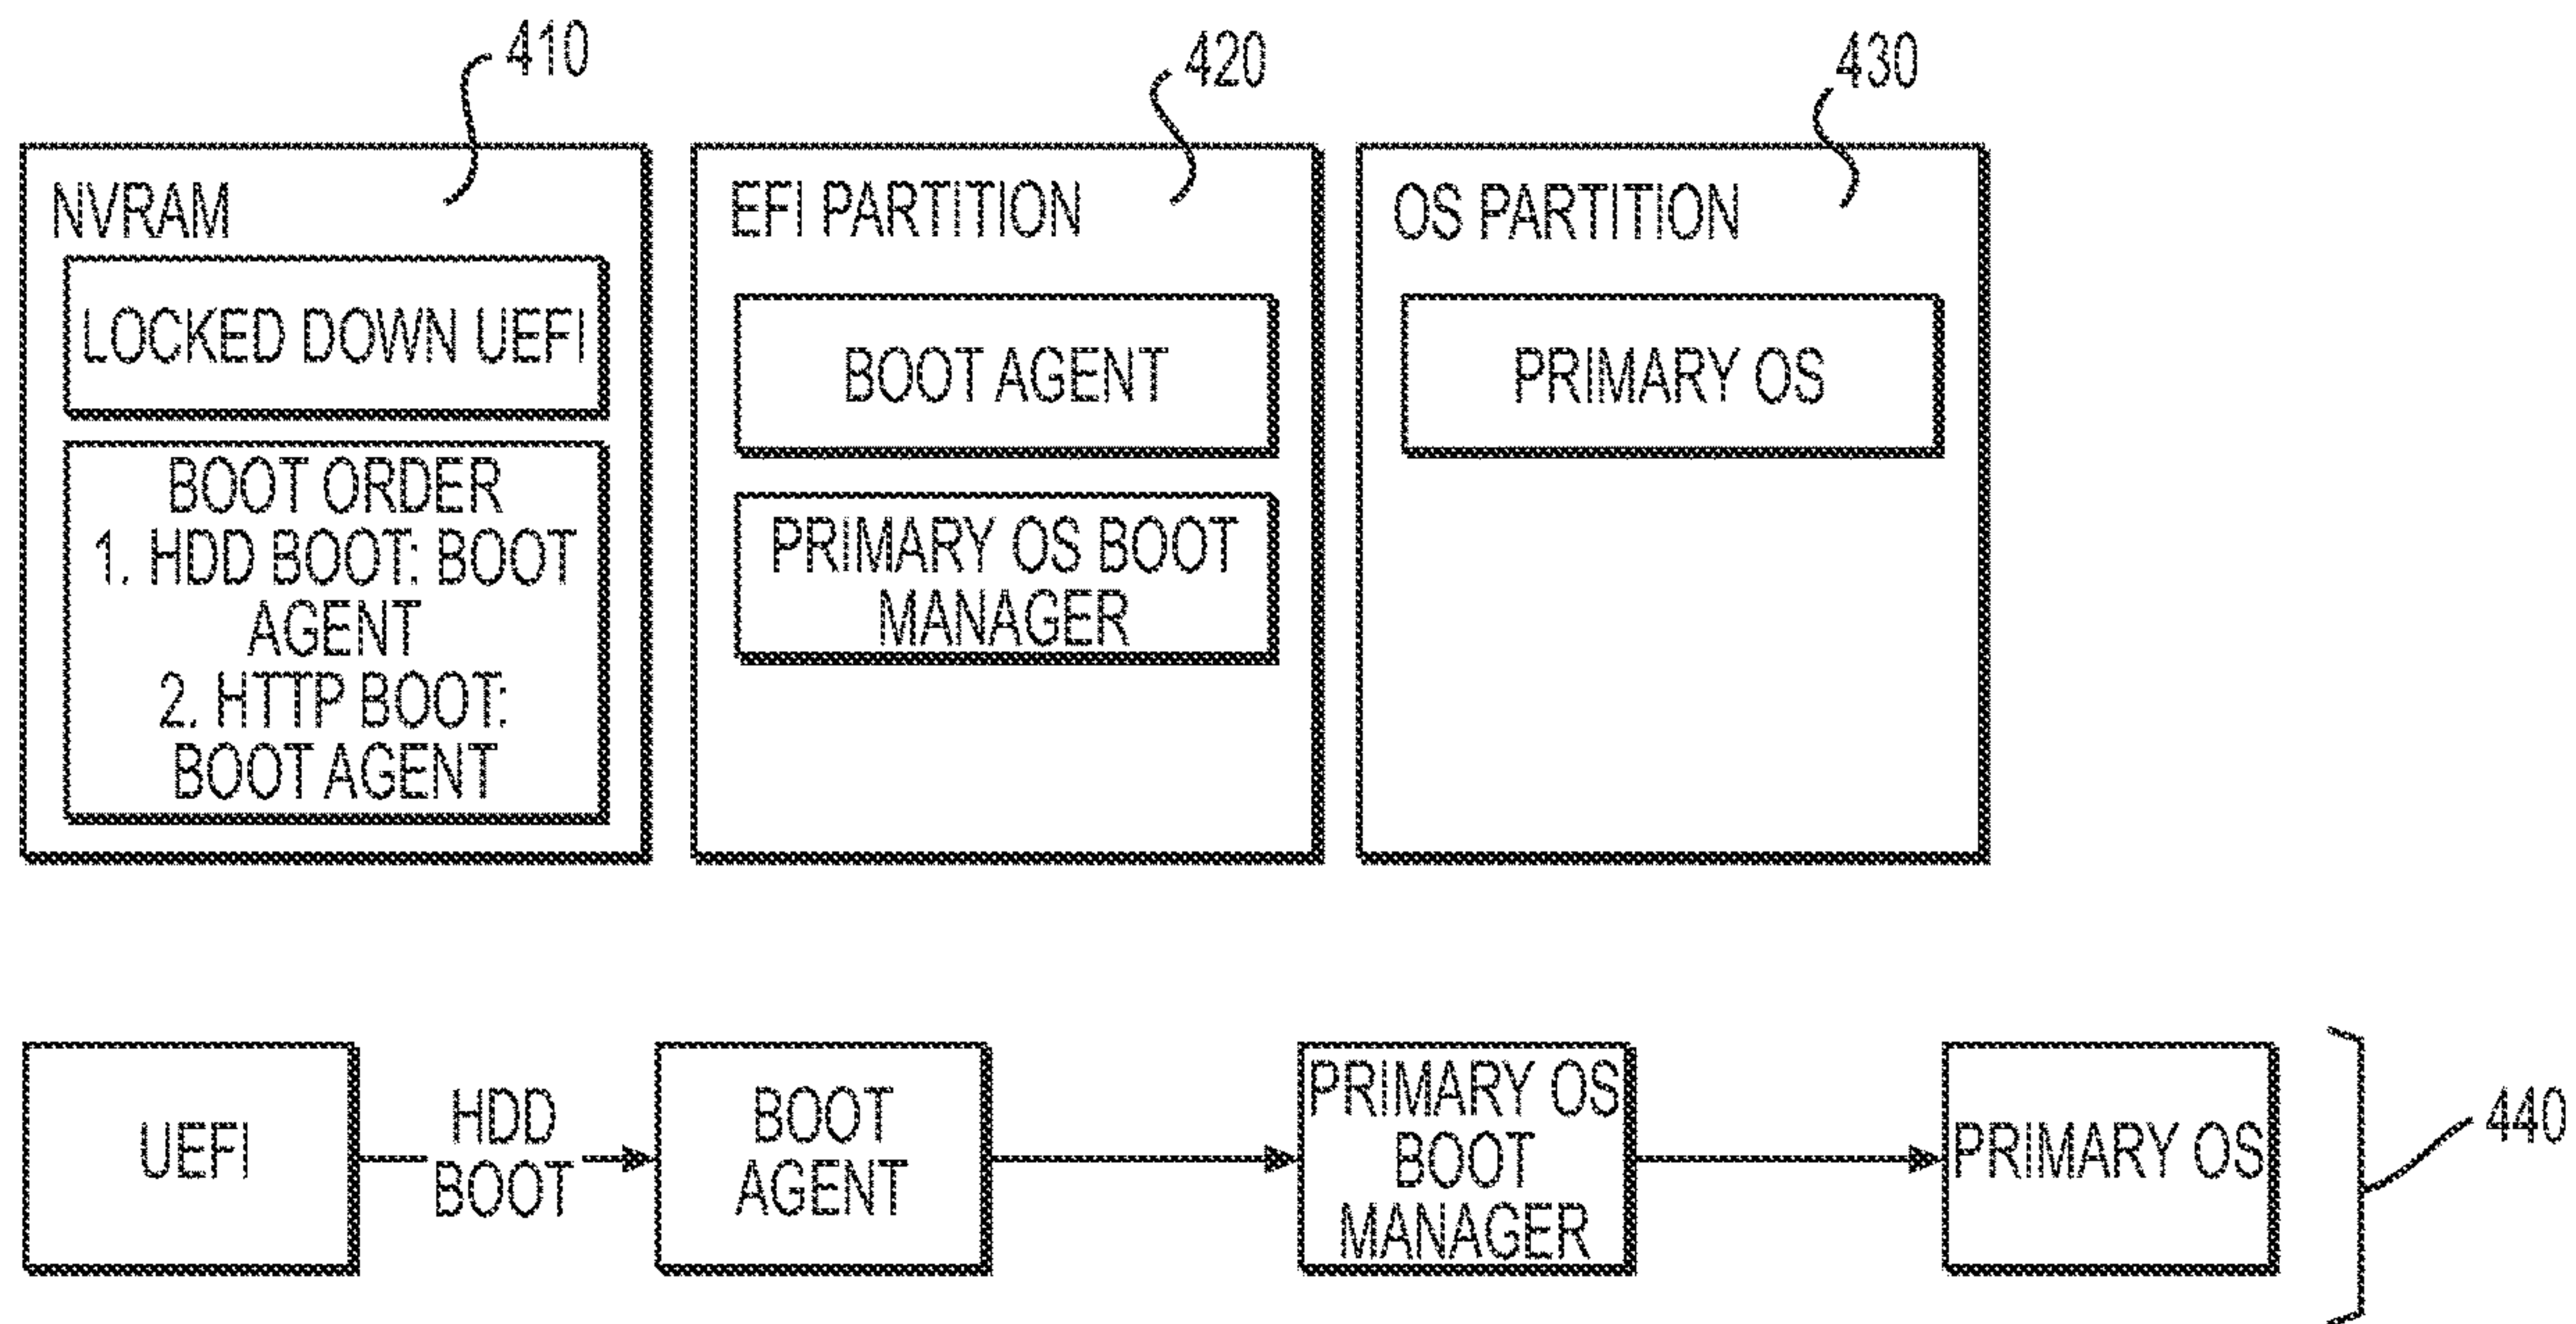 410
420
430
NVRAM
LOCKED DOWN UEFI
BOOT ORDER
1. HDD BOOT: BOOT
AGENT
2. HTTP BOOT:
BOOT AGENT
EFI PARTITION
BOOT AGENT
PRIMARY OS BOOT
MANAGER
OS PARTITION
PRIMARY OS
UEFI
HDD
BOOT
BOOT
AGENT
PRIMARY OS
BOOT
MANAGER
PRIMARY OS
440